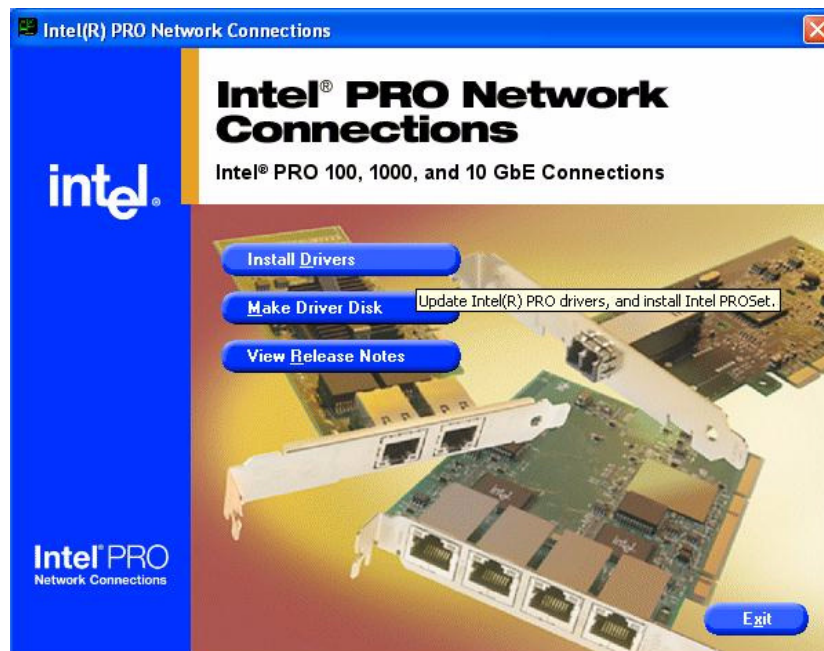 Intel(R) PRO Network Connections
Intel® PRO Network
Connections
Intel® PRO 100, 1000, and 10 GbE Connections
intel®
Install Drivers
Make Driver Disk
Update Intel(R) PRO drivers, and install Intel PROSet.
View Release Notes
intel
intel
Intel® PRO
Network Connections
Exit